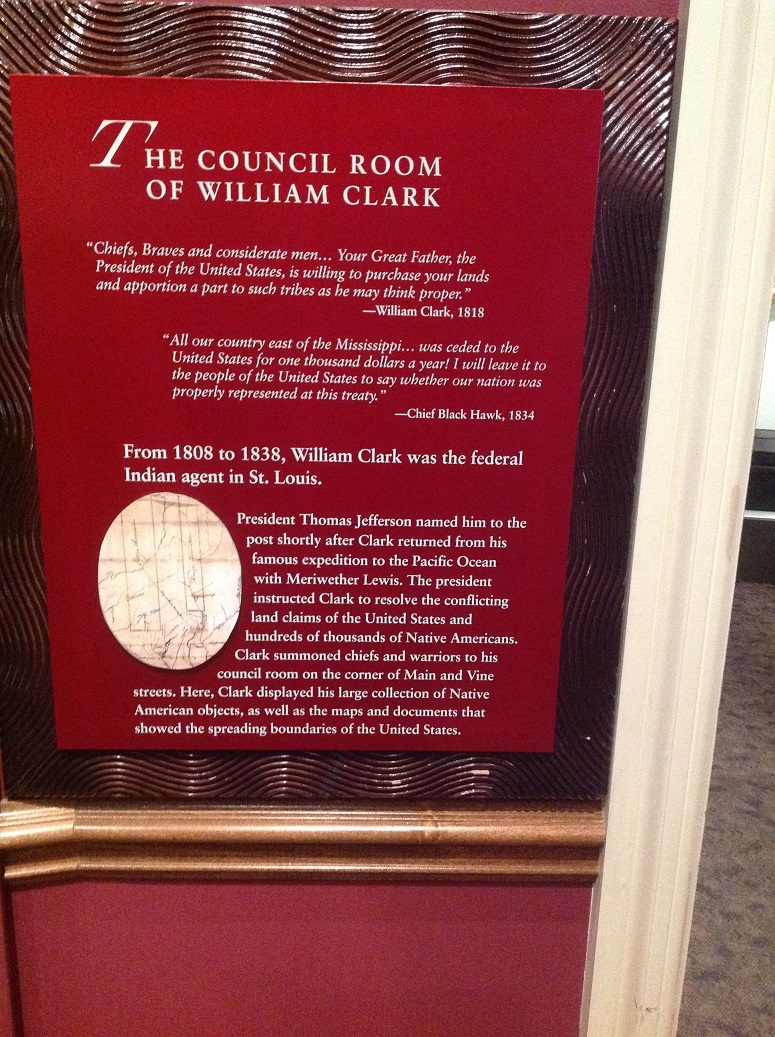 THE COUNCIL ROOM
OF WILLIAM CLARK
“Chiefs, Braves and considerate men... Your Great Father, the
President of the United States, is willing to purchase your lands
and apportion a part to such tribes as he may think proper.”
—William Clark, 1818
“All our country east of the Mississippi... was ceded to the
United States for one thousand dollars a year! I will leave it to
the people of the United States to say whether our nation was
properly represented at this treaty.”
—Chief Black Hawk, 1834
From 1808 to 1838, William Clark was the federal
Indian agent in St. Louis.
President Thomas Jefferson named him to the
post shortly after Clark returned from his
famous expedition to the Pacific Ocean
with Meriwether Lewis. The president
instructed Clark to resolve the conflicting
land claims of the United States and
hundreds of thousands of Native Americans.
Clark summoned chiefs and warriors to his
council room on the corner of Main and Vine
streets. Here, Clark displayed his large collection of Native
American objects, as well as the maps and documents that
showed the spreading boundaries of the United States.